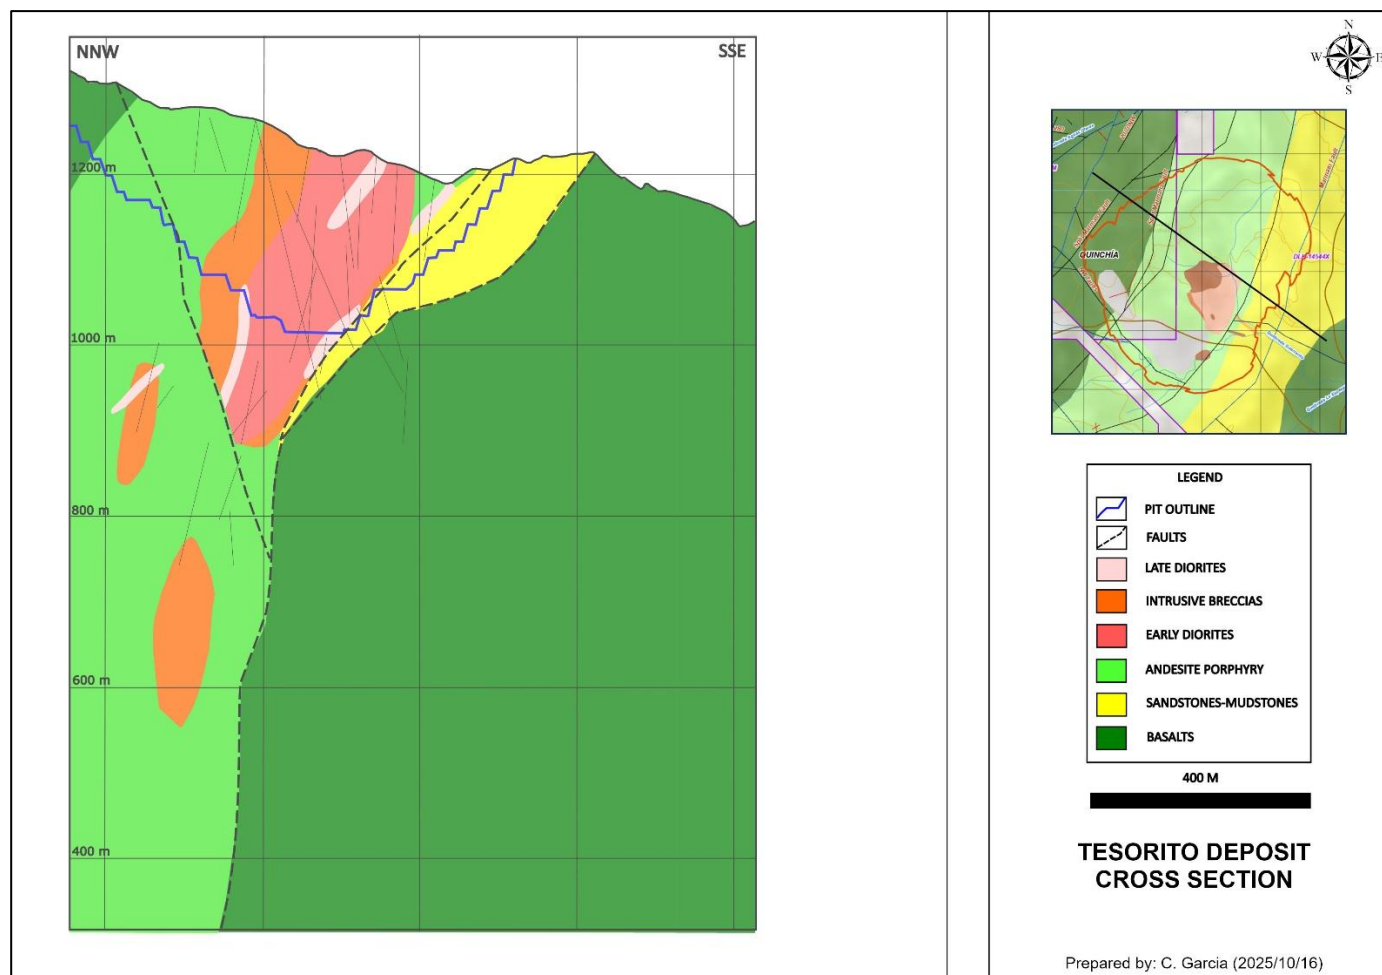 NNW
SSE
1200 m
1000 m
800 m
600 m
400 m
N
W
E
S
QUINCHÍA
LEGEND
PIT OUTLINE
FAULTS
LATE DIORITES
INTRUSIVE BRECCIAS
EARLY DIORITES
ANDESITE PORPHYRY
SANDSTONES-MUDSTONES
BASALTS
400 M
TESORITO DEPOSIT
CROSS SECTION
Prepared by: C. Garcia (2025/10/16)